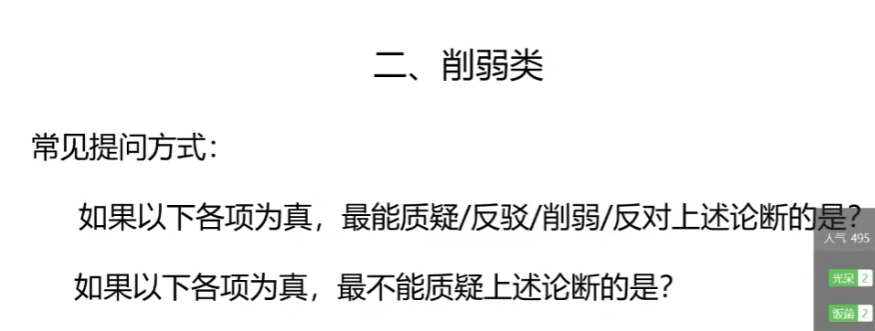 二、削弱类
常见提问方式：
如果以下各项为真，最能质疑/反驳/削弱/反对上述论断的是？
人气 495
如果以下各项为真，最不能质疑上述论断的是？
光呆 2
饭菌 2